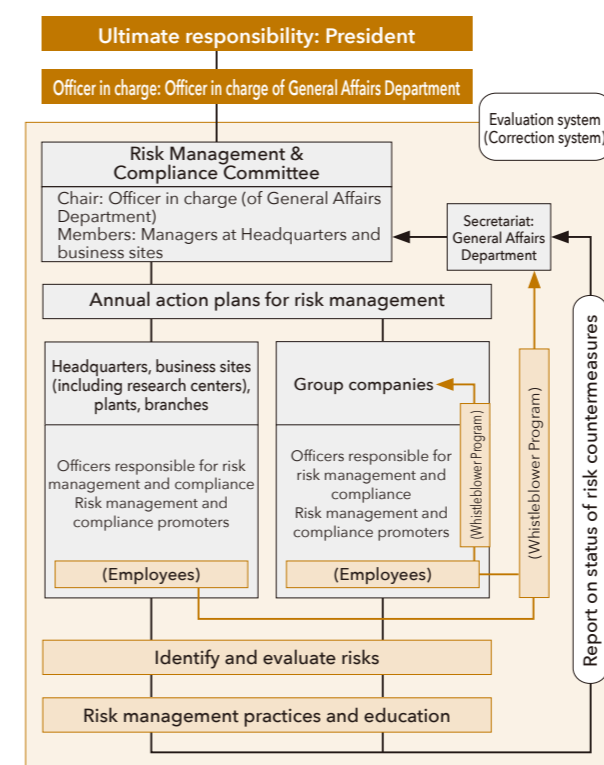 Ultimate responsibility: President
Officer in charge: Officer in charge of General Affairs Department
Evaluation system
(Correction system)
Risk Management &
Compliance Committee
Chair: Officer in charge (of General Affairs
Department)
Members: Managers at Headquarters and
business sites
Secretariat:
General Affairs
Department
Annual action plans for risk management
Headquarters, business sites
(including research centers),
plants, branches
Officers responsible for risk
management and compliance
Risk management and
compliance promoters
(Employees)
Group companies
Officers responsible for
risk management and
compliance
Risk management and
compliance promoters
(Employees)
(Whistleblower Program)
(Whistleblower Program)
Report on status of risk countermeasures
Identify and evaluate risks
Risk management practices and education